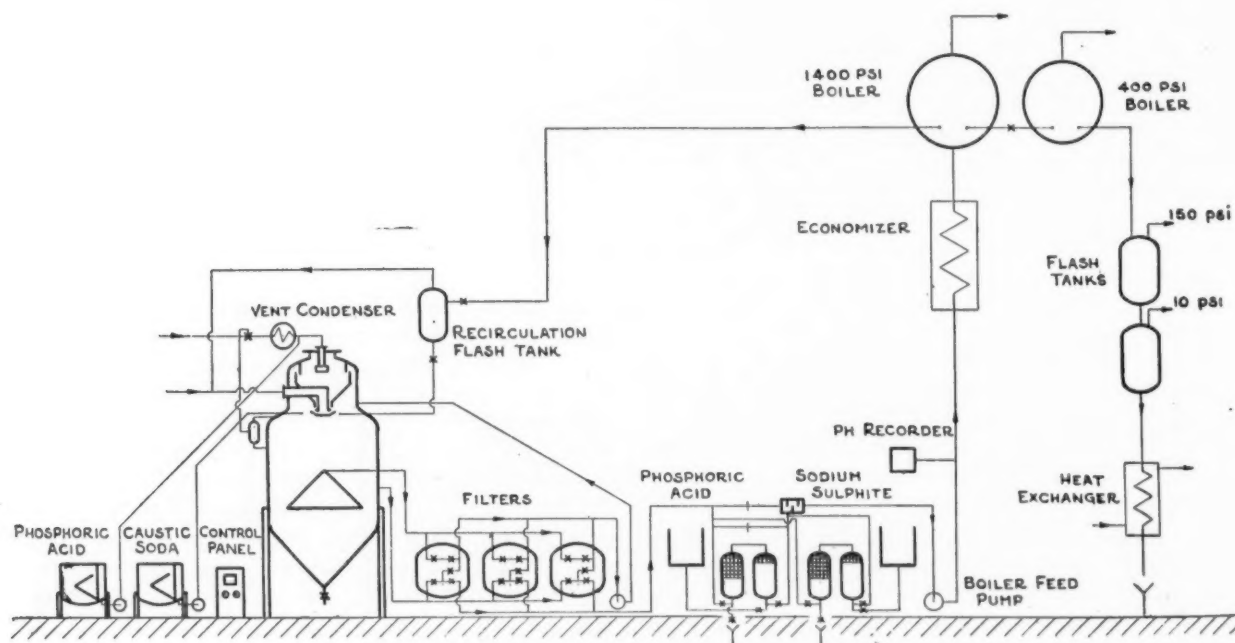 1400 PSI
BOILER
400 PSI
BOILER
150 psi
ECONOMIZER
FLASH
TANKS
10 psi
VENT CONDENSER
RECIRCULATION
FLASH TANK
PH RECORDER
PHOSPHORIC
ACID
SODIUM
SULPHITE
HEAT
EXCHANGER
FILTERS
PHOSPHORIC
ACID
CAUSTIC
SODA
CONTROL
PANEL
BOILER FEED
PUMP